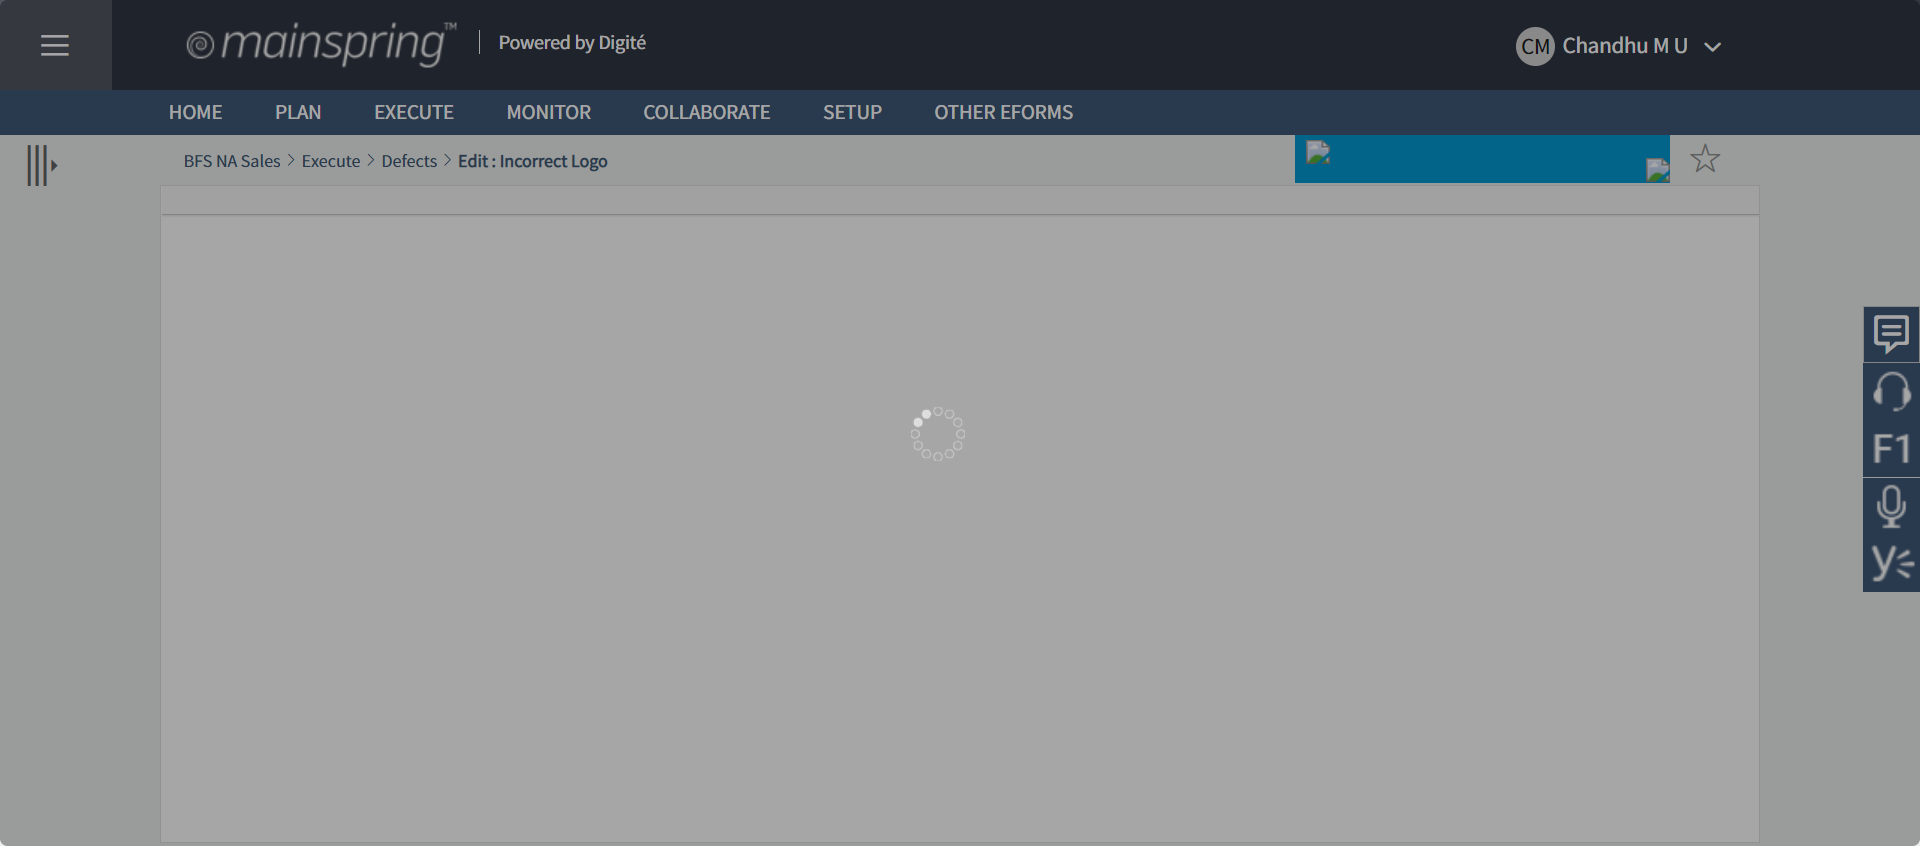 mainspring™ Powered by Digité
CM Chandhu M U
HOME PLAN EXECUTE MONITOR COLLABORATE SETUP OTHER EFORMS
BFS NA Sales > Execute > Defects > Edit : Incorrect Logo
F1